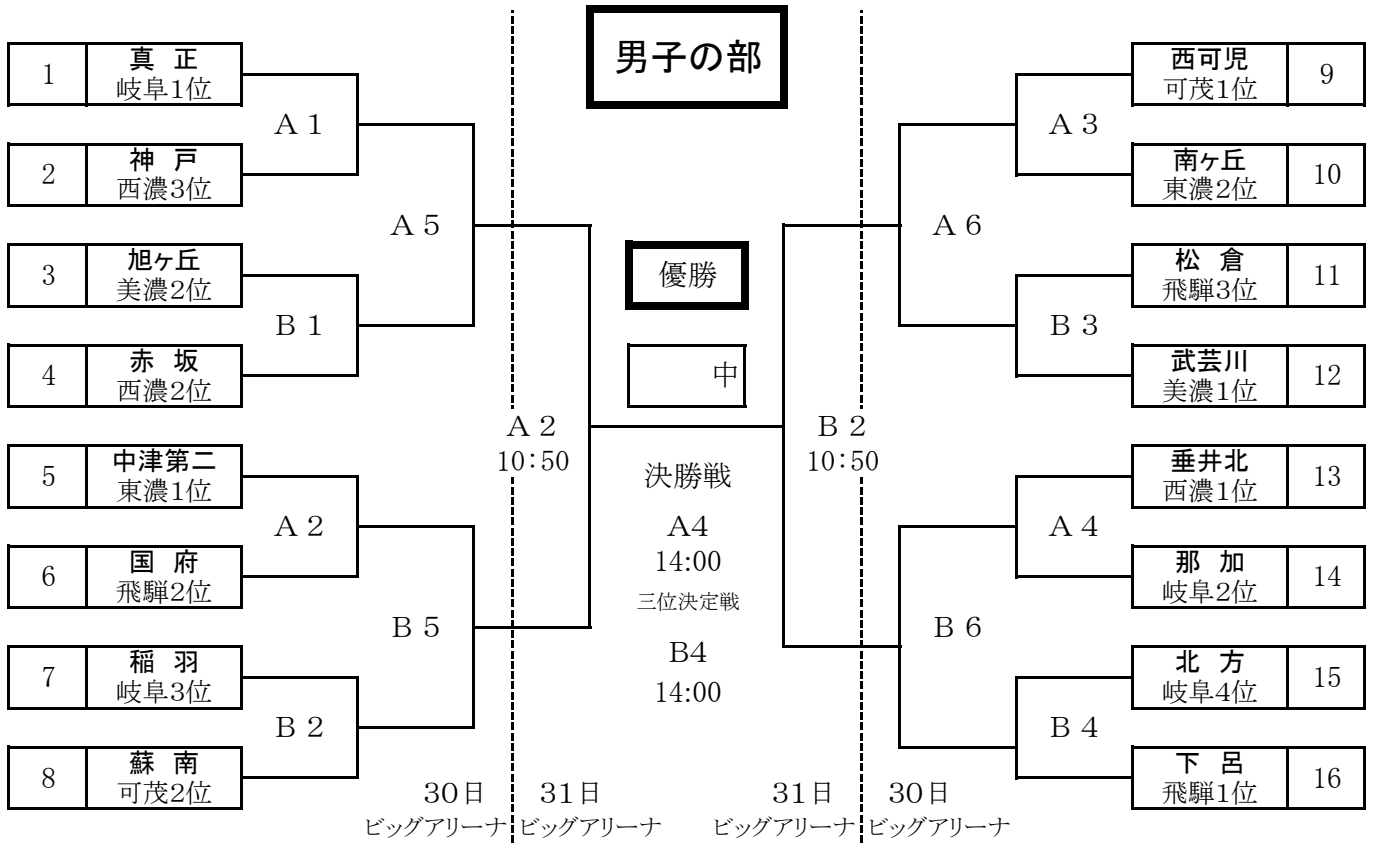 男子の部
1
真 正
岐阜1位
A 1
2
神 戸
西濃3位
A 5
3
旭ヶ丘
美濃2位
B 1
4
赤 坂
西濃2位
A 2
10:50
5
中津第二
東濃1位
A 2
6
国 府
飛騨2位
B 5
7
稲 羽
岐阜3位
B 2
8
蘇 南
可茂2位
優勝
中
決勝戦
A4
14:00
三位決定戦
B4
14:00
西可児
可茂1位
9
A 3
南ヶ丘
東濃2位
10
A 6
松 倉
飛騨3位
11
B 3
武芸川
美濃1位
12
B 2
10:50
垂井北
西濃1位
13
A 4
那 加
岐阜2位
14
B 6
北 方
岐阜4位
15
B 4
下 呂
飛騨1位
16
30日 31日 31日 30日
ビッグアリーナ ビッグアリーナ ビッグアリーナ ビッグアリーナ